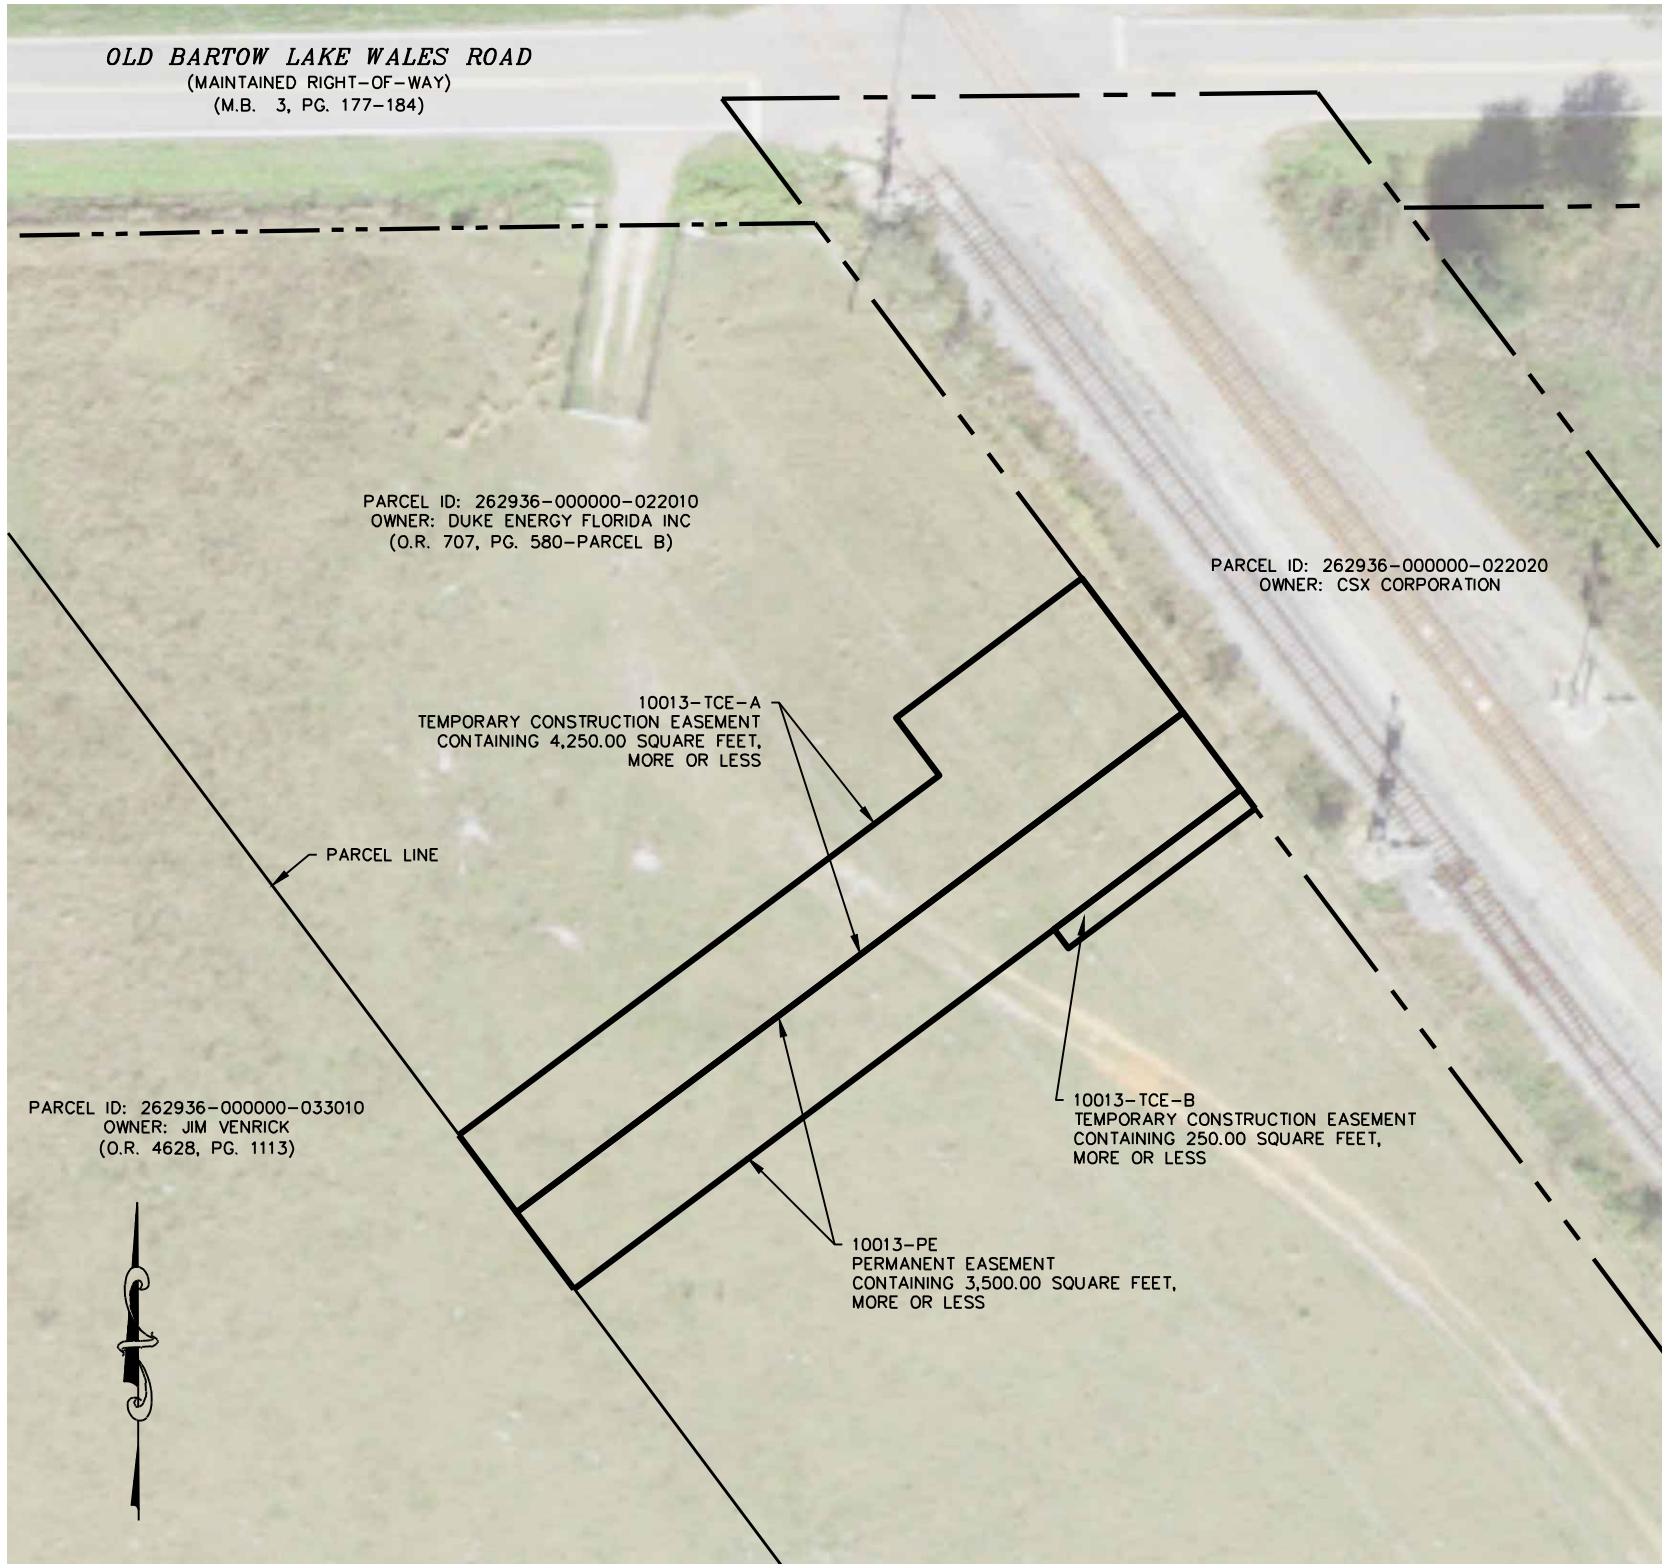 OLD BARTOW LAKE WALES ROAD
(MAINTAINED RIGHT-OF-WAY)
(M.B. 3, PG. 177-184)
PARCEL ID: 262936-000000-022010
OWNER: DUKE ENERGY FLORIDA INC
(O.R. 707, PG. 580-PARCEL B)
PARCEL ID: 262936-000000-022020
OWNER: CSX CORPORATION
10013-TCE-A
TEMPORARY CONSTRUCTION EASEMENT
CONTAINING 4,250.00 SQUARE FEET,
MORE OR LESS
PARCEL LINE
PARCEL ID: 262936-000000-033010
OWNER: JIM VENRICK
(O.R. 4628, PG. 1113)
10013-TCE-B
TEMPORARY CONSTRUCTION EASEMENT
CONTAINING 250.00 SQUARE FEET,
MORE OR LESS
10013-PE
PERMANENT EASEMENT
CONTAINING 3,500.00 SQUARE FEET,
MORE OR LESS